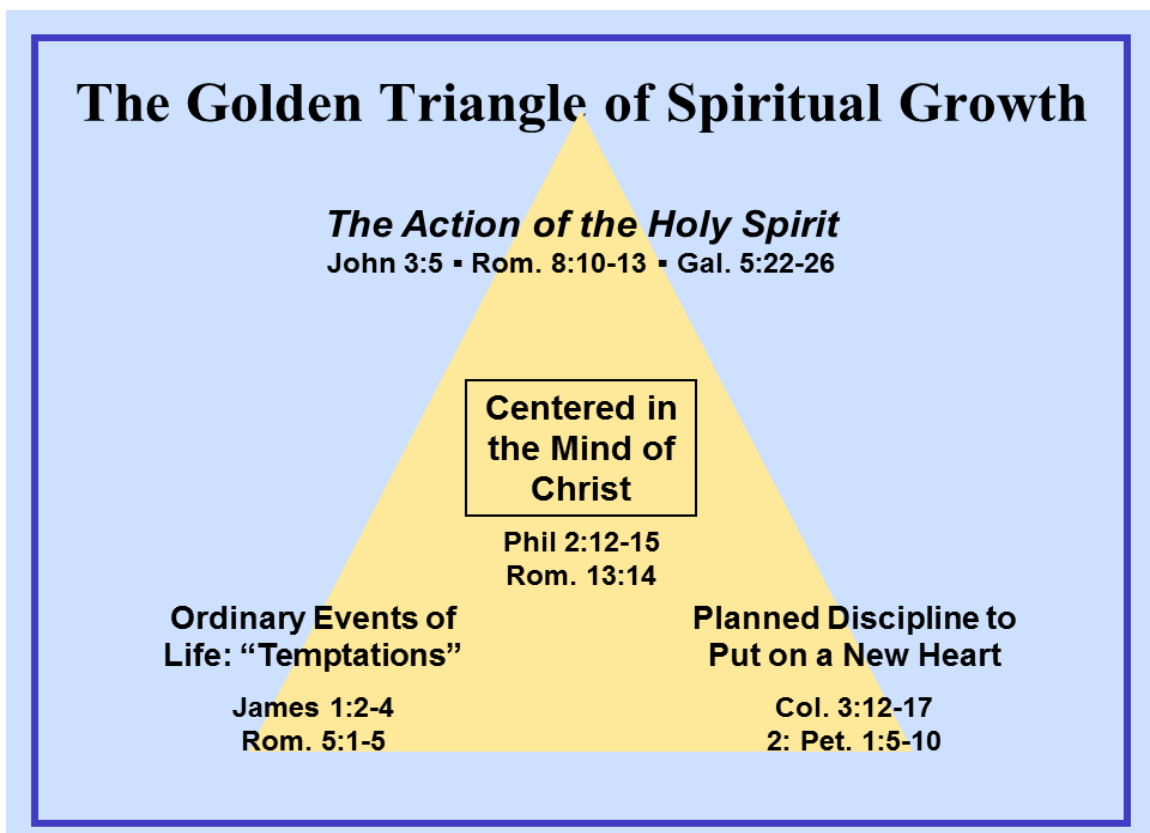 The Golden Triangle of Spiritual Growth
The Action of the Holy Spirit
John 3:5 ▪ Rom. 8:10-13 ▪ Gal. 5:22-26
Centered in
the Mind of
Christ
Phil 2:12-15
Rom. 13:14
Ordinary Events of
Life: “Temptations”
James 1:2-4
Rom. 5:1-5
Planned Discipline to
Put on a New Heart
Col. 3:12-17
2: Pet. 1:5-10